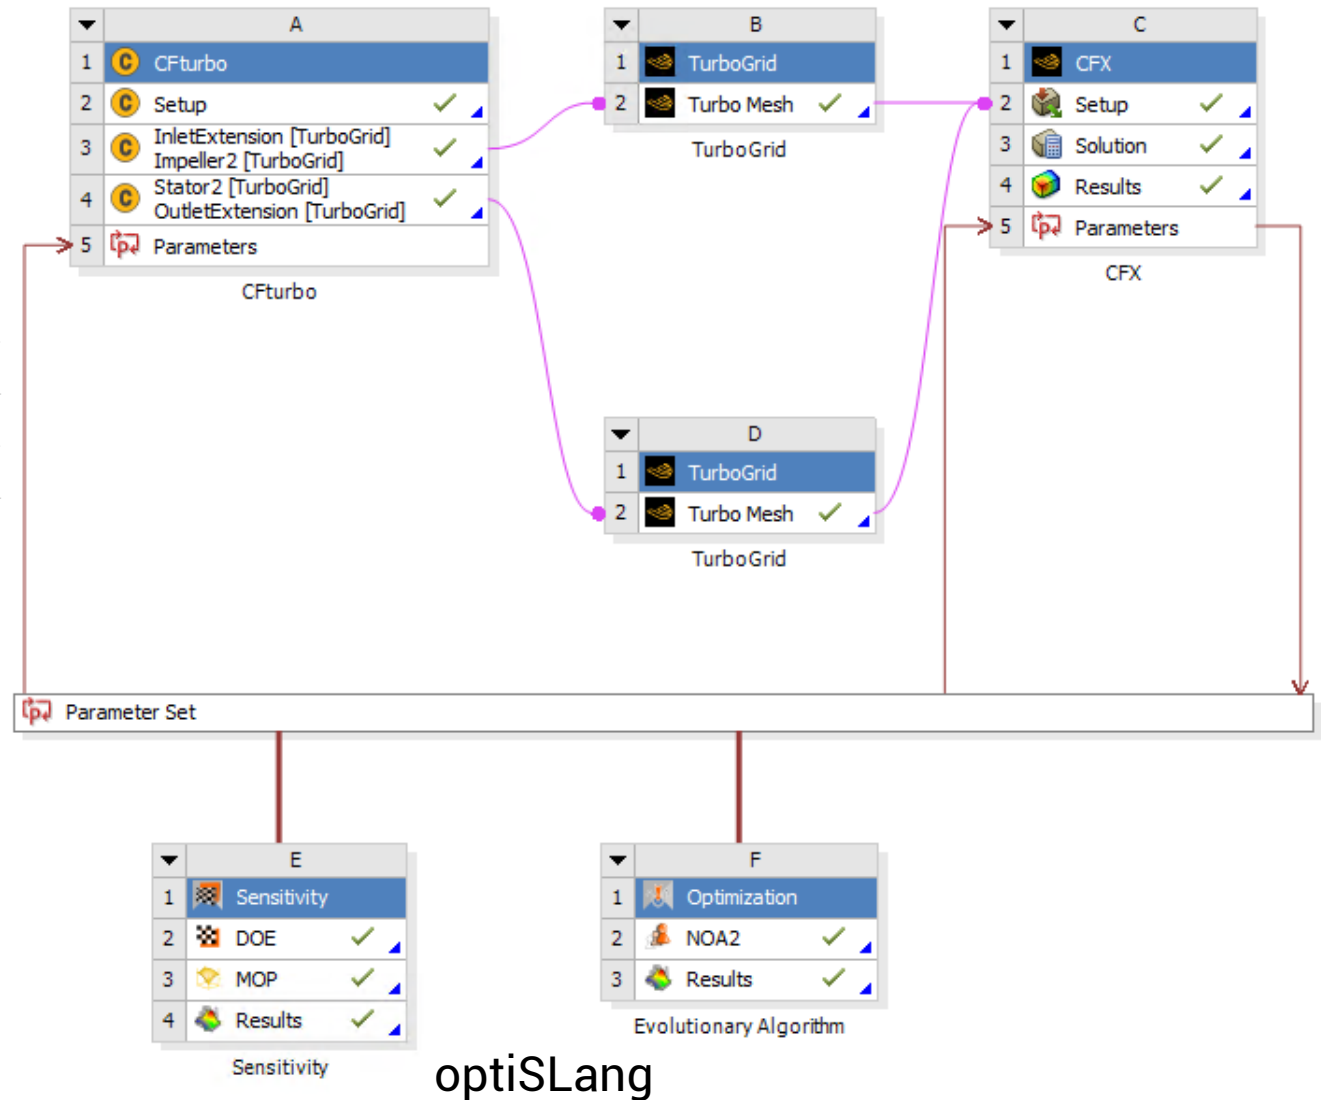 A
1 CFturbo
2 Setup
3 InletExtension [TurboGrid]
Impeller2 [TurboGrid]
4 Stator2 [TurboGrid]
OutletExtension [TurboGrid]
5 Parameters
CFturbo
B
1 TurboGrid
2 Turbo Mesh
TurboGrid
C
1 CFX
2 Setup
3 Solution
4 Results
5 Parameters
CFX
D
1 TurboGrid
2 Turbo Mesh
TurboGrid
Parameter Set
E
1 Sensitivity
2 DOE
3 MOP
4 Results
Sensitivity
F
1 Optimization
2 NOA2
3 Results
Evolutionary Algorithm
optiSLang